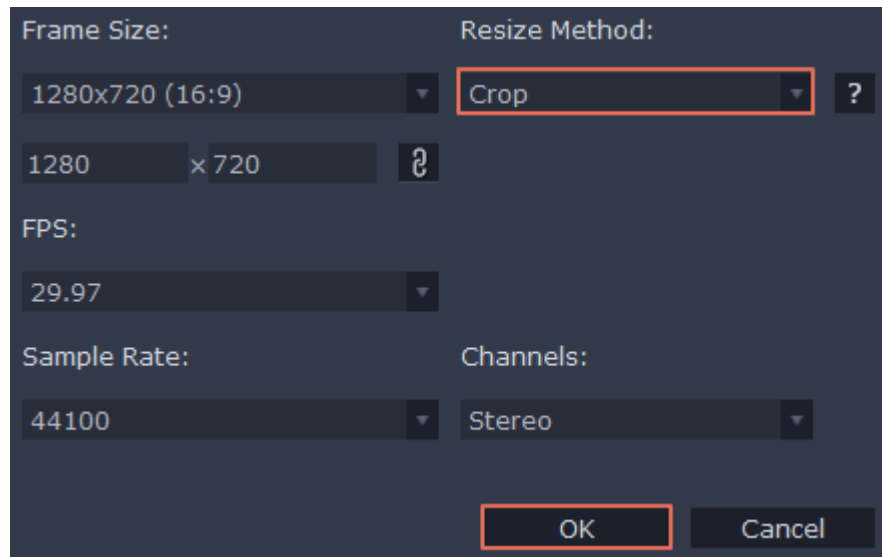 Frame Size: Resize Method:
1280x720 (16:9) Crop ?
1280 × 720
FPS:
29.97
Sample Rate: Channels:
44100 Stereo
OK Cancel